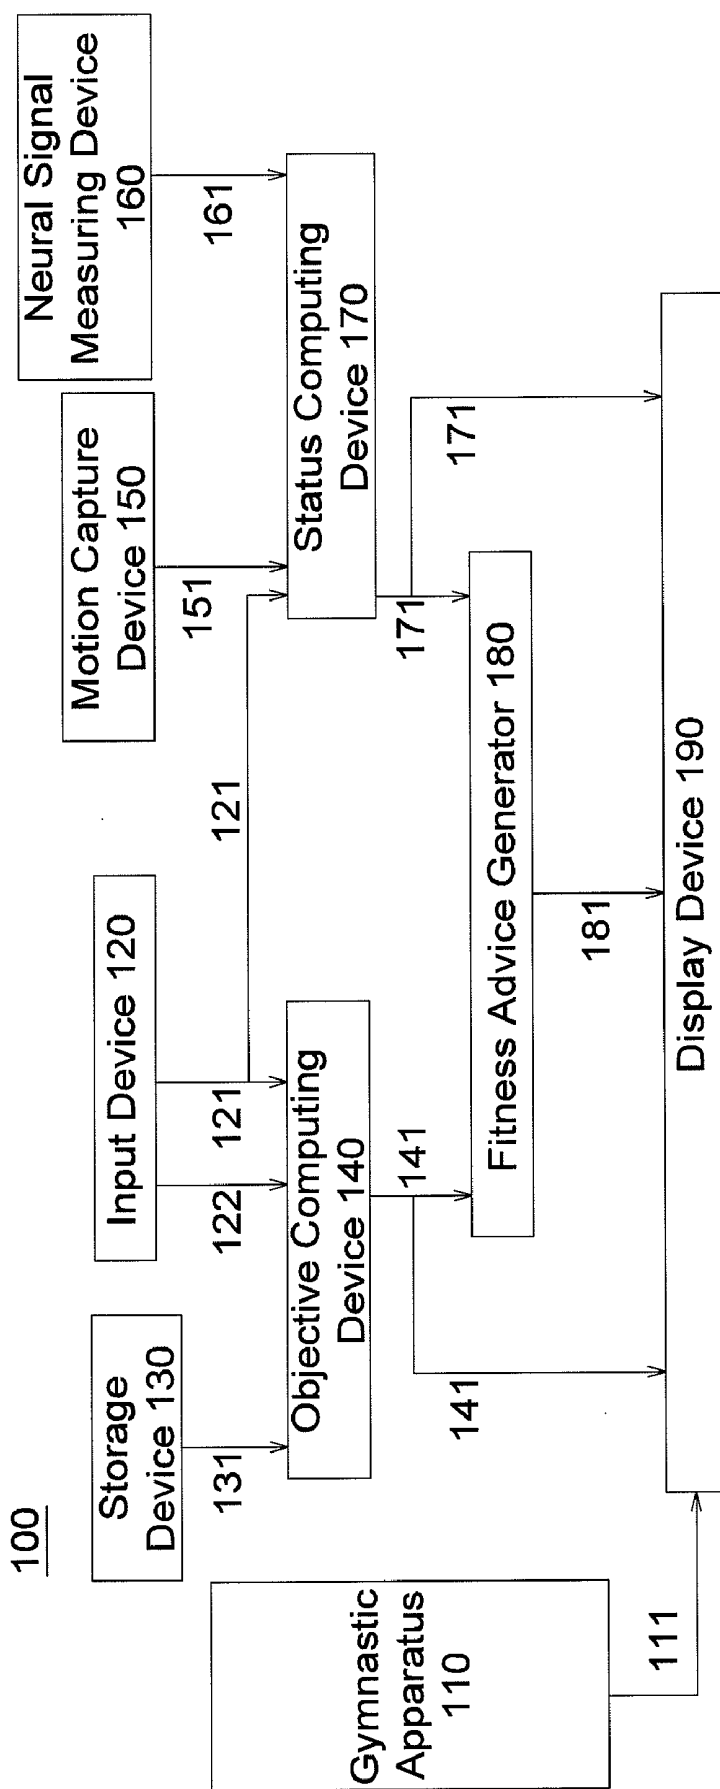 100
Storage
Device 130
Input Device 120
Motion Capture
Device 150
Neural Signal
Measuring Device
160
131
122
121
121
151
161
Objective Computing
Device 140
Status Computing
Device 170
141
141
171
171
Fitness Advice Generator 180
181
Gymnastic
Apparatus
110
111
Display Device 190